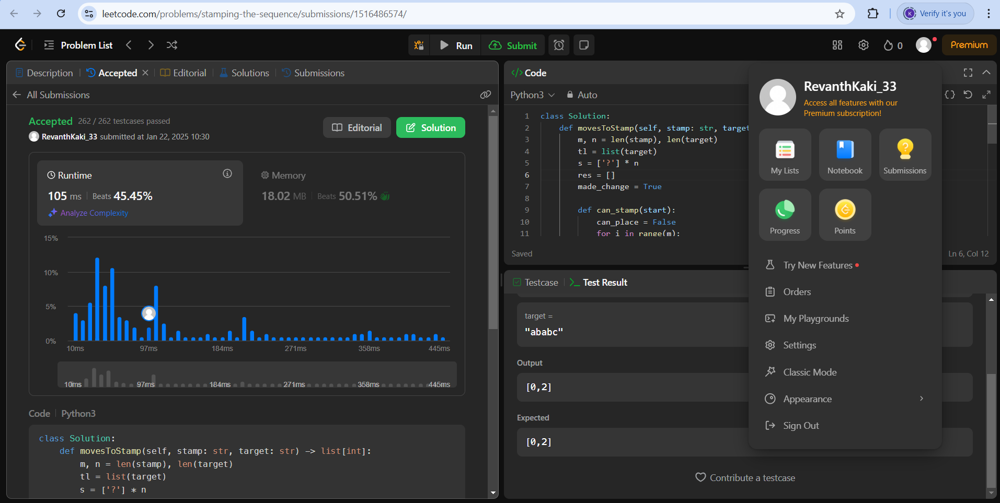 leetcode.com/problems/stamping-the-sequence/submissions/1516486574/
K Verify it's you
Problem List
Run
Submit
0
Premium
Description
Accepted
Editorial
Solutions
Submissions
All Submissions
Accepted 262 / 262 testcases passed
RevanthKaki_33 submitted at Jan 22, 2025 10:30
Editorial
Solution
Runtime
105 ms Beats 45.45%
Analyze Complexity
Memory
18.02 MB Beats 50.51%
15%
10%
5%
0%
10ms 97ms 184ms 271ms 358ms 445ms
10ms 97ms 184ms 271ms 358ms 445ms
Code Python3
class Solution:
def movesToStamp(self, stamp: str, target: str) -> list[int]:
m, n = len(stamp), len(target)
tl = list(target)
s = ['?'] * n
</> Code
Python3 Auto
1 class Solution:
2 def movesToStamp(self, stamp: str, target
3 m, n = len(stamp), len(target)
4 tl = list(target)
5 s = ['?'] * n
6 res = []
7 made_change = True
8
9 def can_stamp(start):
10 can_place = False
11 for i in range(m):
Saved
Ln 6, Col 12
Testcase
Test Result
target =
"ababc"
Output
[0,2]
Expected
[0,2]
Contribute a testcase
RevanthKaki_33
Access all features with our
Premium subscription!
My Lists
Notebook
Submissions
Progress
Points
Try New Features
Orders
My Playgrounds
Settings
Classic Mode
Appearance
Sign Out